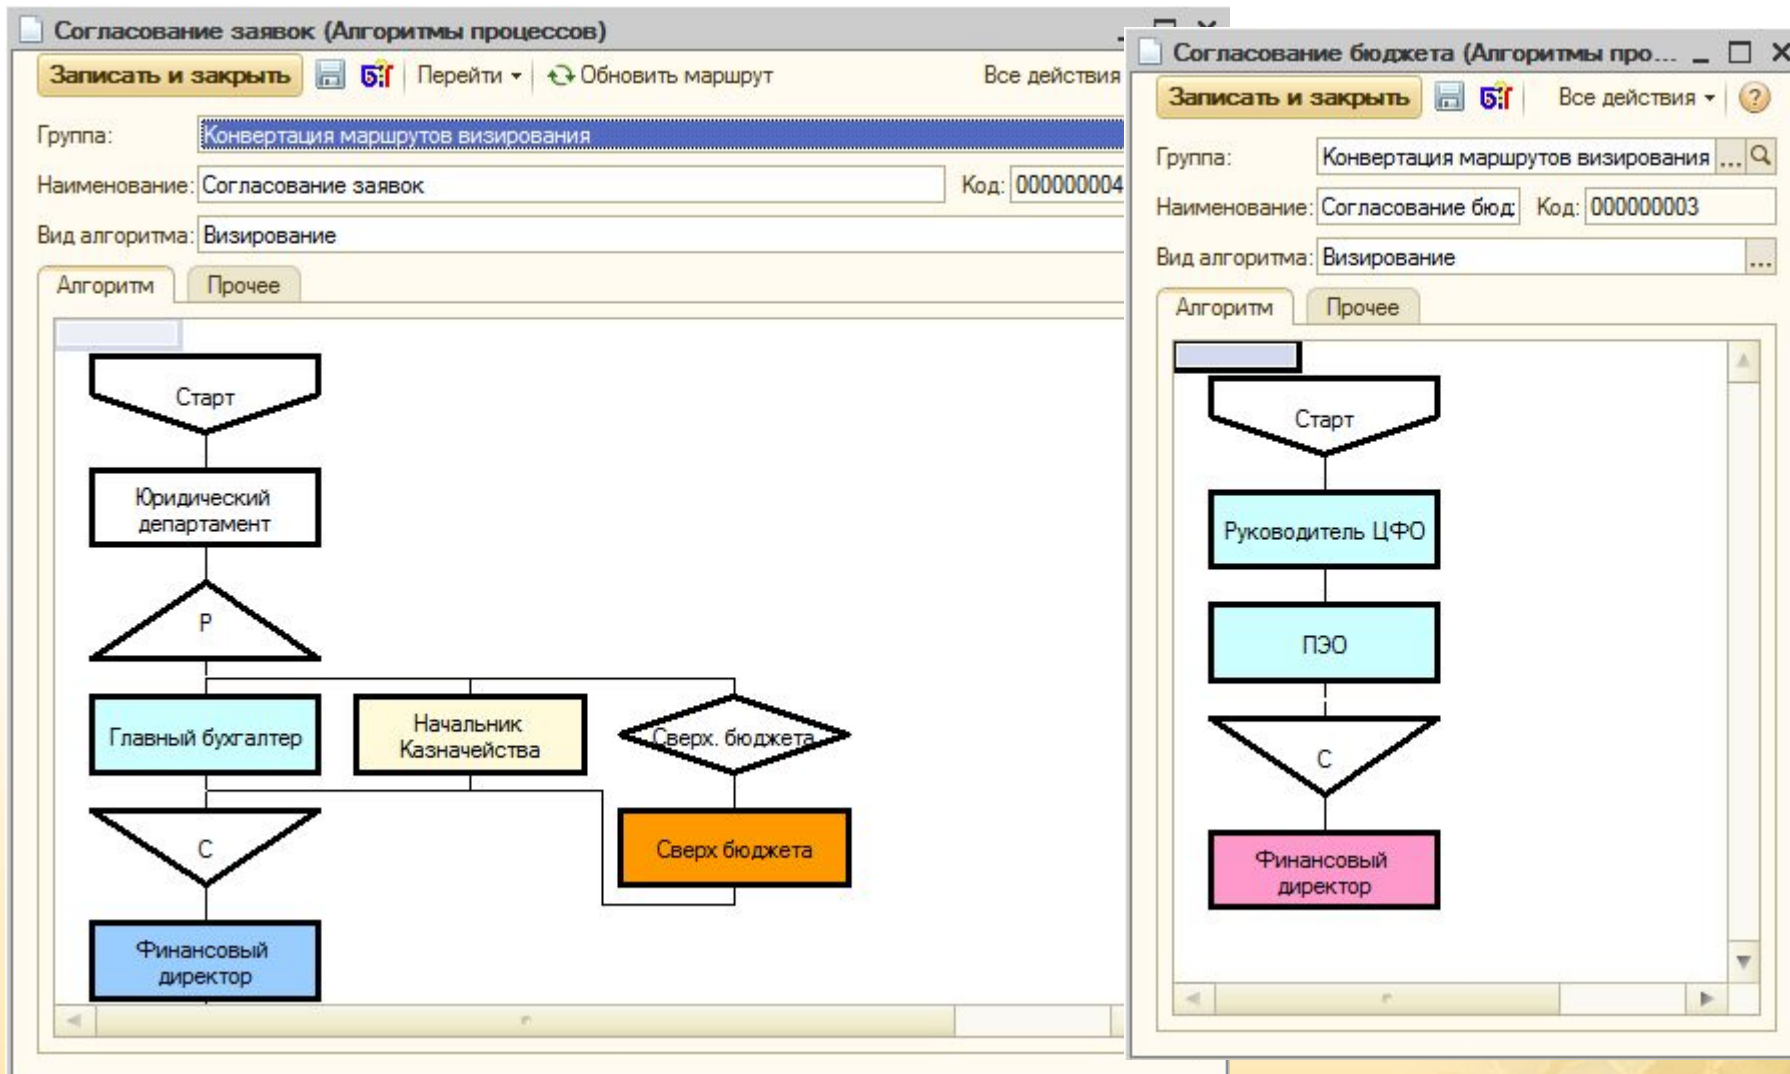 Согласование заявок (Алгоритмы процессов)
Записать и закрыть Перейти Обновить маршрут Все действия
Группа: Конвертация маршрутов визирования
Наименование: Согласование заявок Код: 000000004
Вид алгоритма: Визирование
Алгоритм Прочее
Старт
Юридический
департамент
Р
Главный бухгалтер
Начальник
Казначейства
Сверх. бюджета
С
Сверх бюджета
Финансовый
директор
Согласование бюджета (Алгоритмы про...
Записать и закрыть Все действия ?
Группа: Конвертация маршрутов визирования ...
Наименование: Согласование бюд Код: 000000003
Вид алгоритма: Визирование ...
Алгоритм Прочее
Старт
Руководитель ЦФО
ПЭО
С
Финансовый
директор